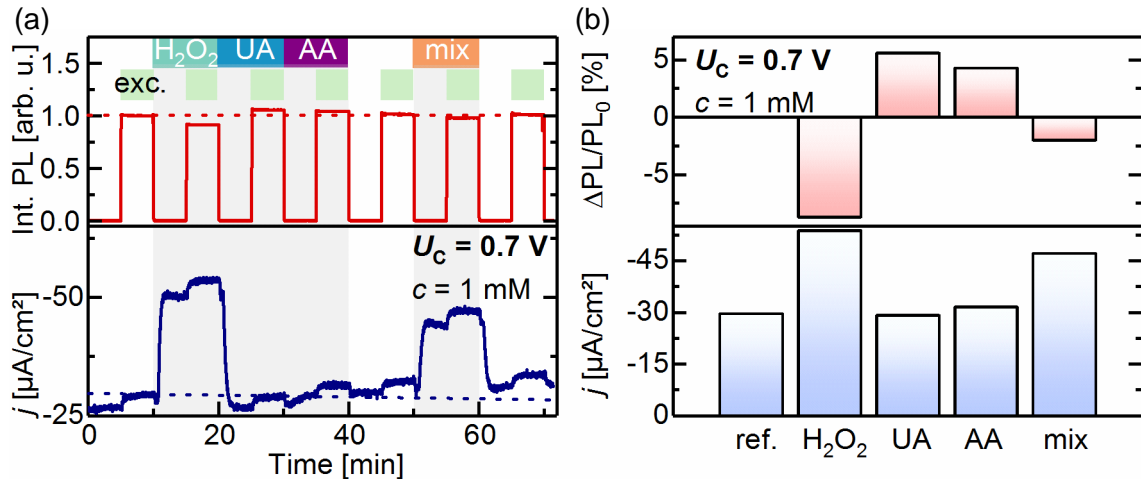 (a)
H₂O₂ UA AA mix
exc.
Int. PL [arb. u.]
1.5
1.0
0.5
0.0
U_C = 0.7 V
c = 1 mM
j [µA/cm²]
-50
-25
0 20 40 60
Time [min]
(b)
U_C = 0.7 V
c = 1 mM
ΔPL/PL₀ [%]
5
0
-5
j [µA/cm²]
-45
-30
-15
0
ref. H₂O₂ UA AA mix